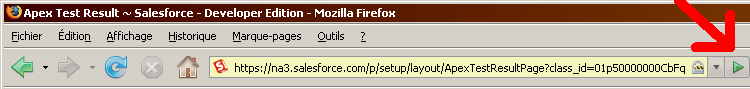 Apex Test Result ~ Salesforce - Developer Edition - Mozilla Firefox
Fichier Édition Affichage Historique Marque-pages Outils ?
https://na3.salesforce.com/p/setup/layout/ApexTestResultPage?class_id=01p50000000CbFq